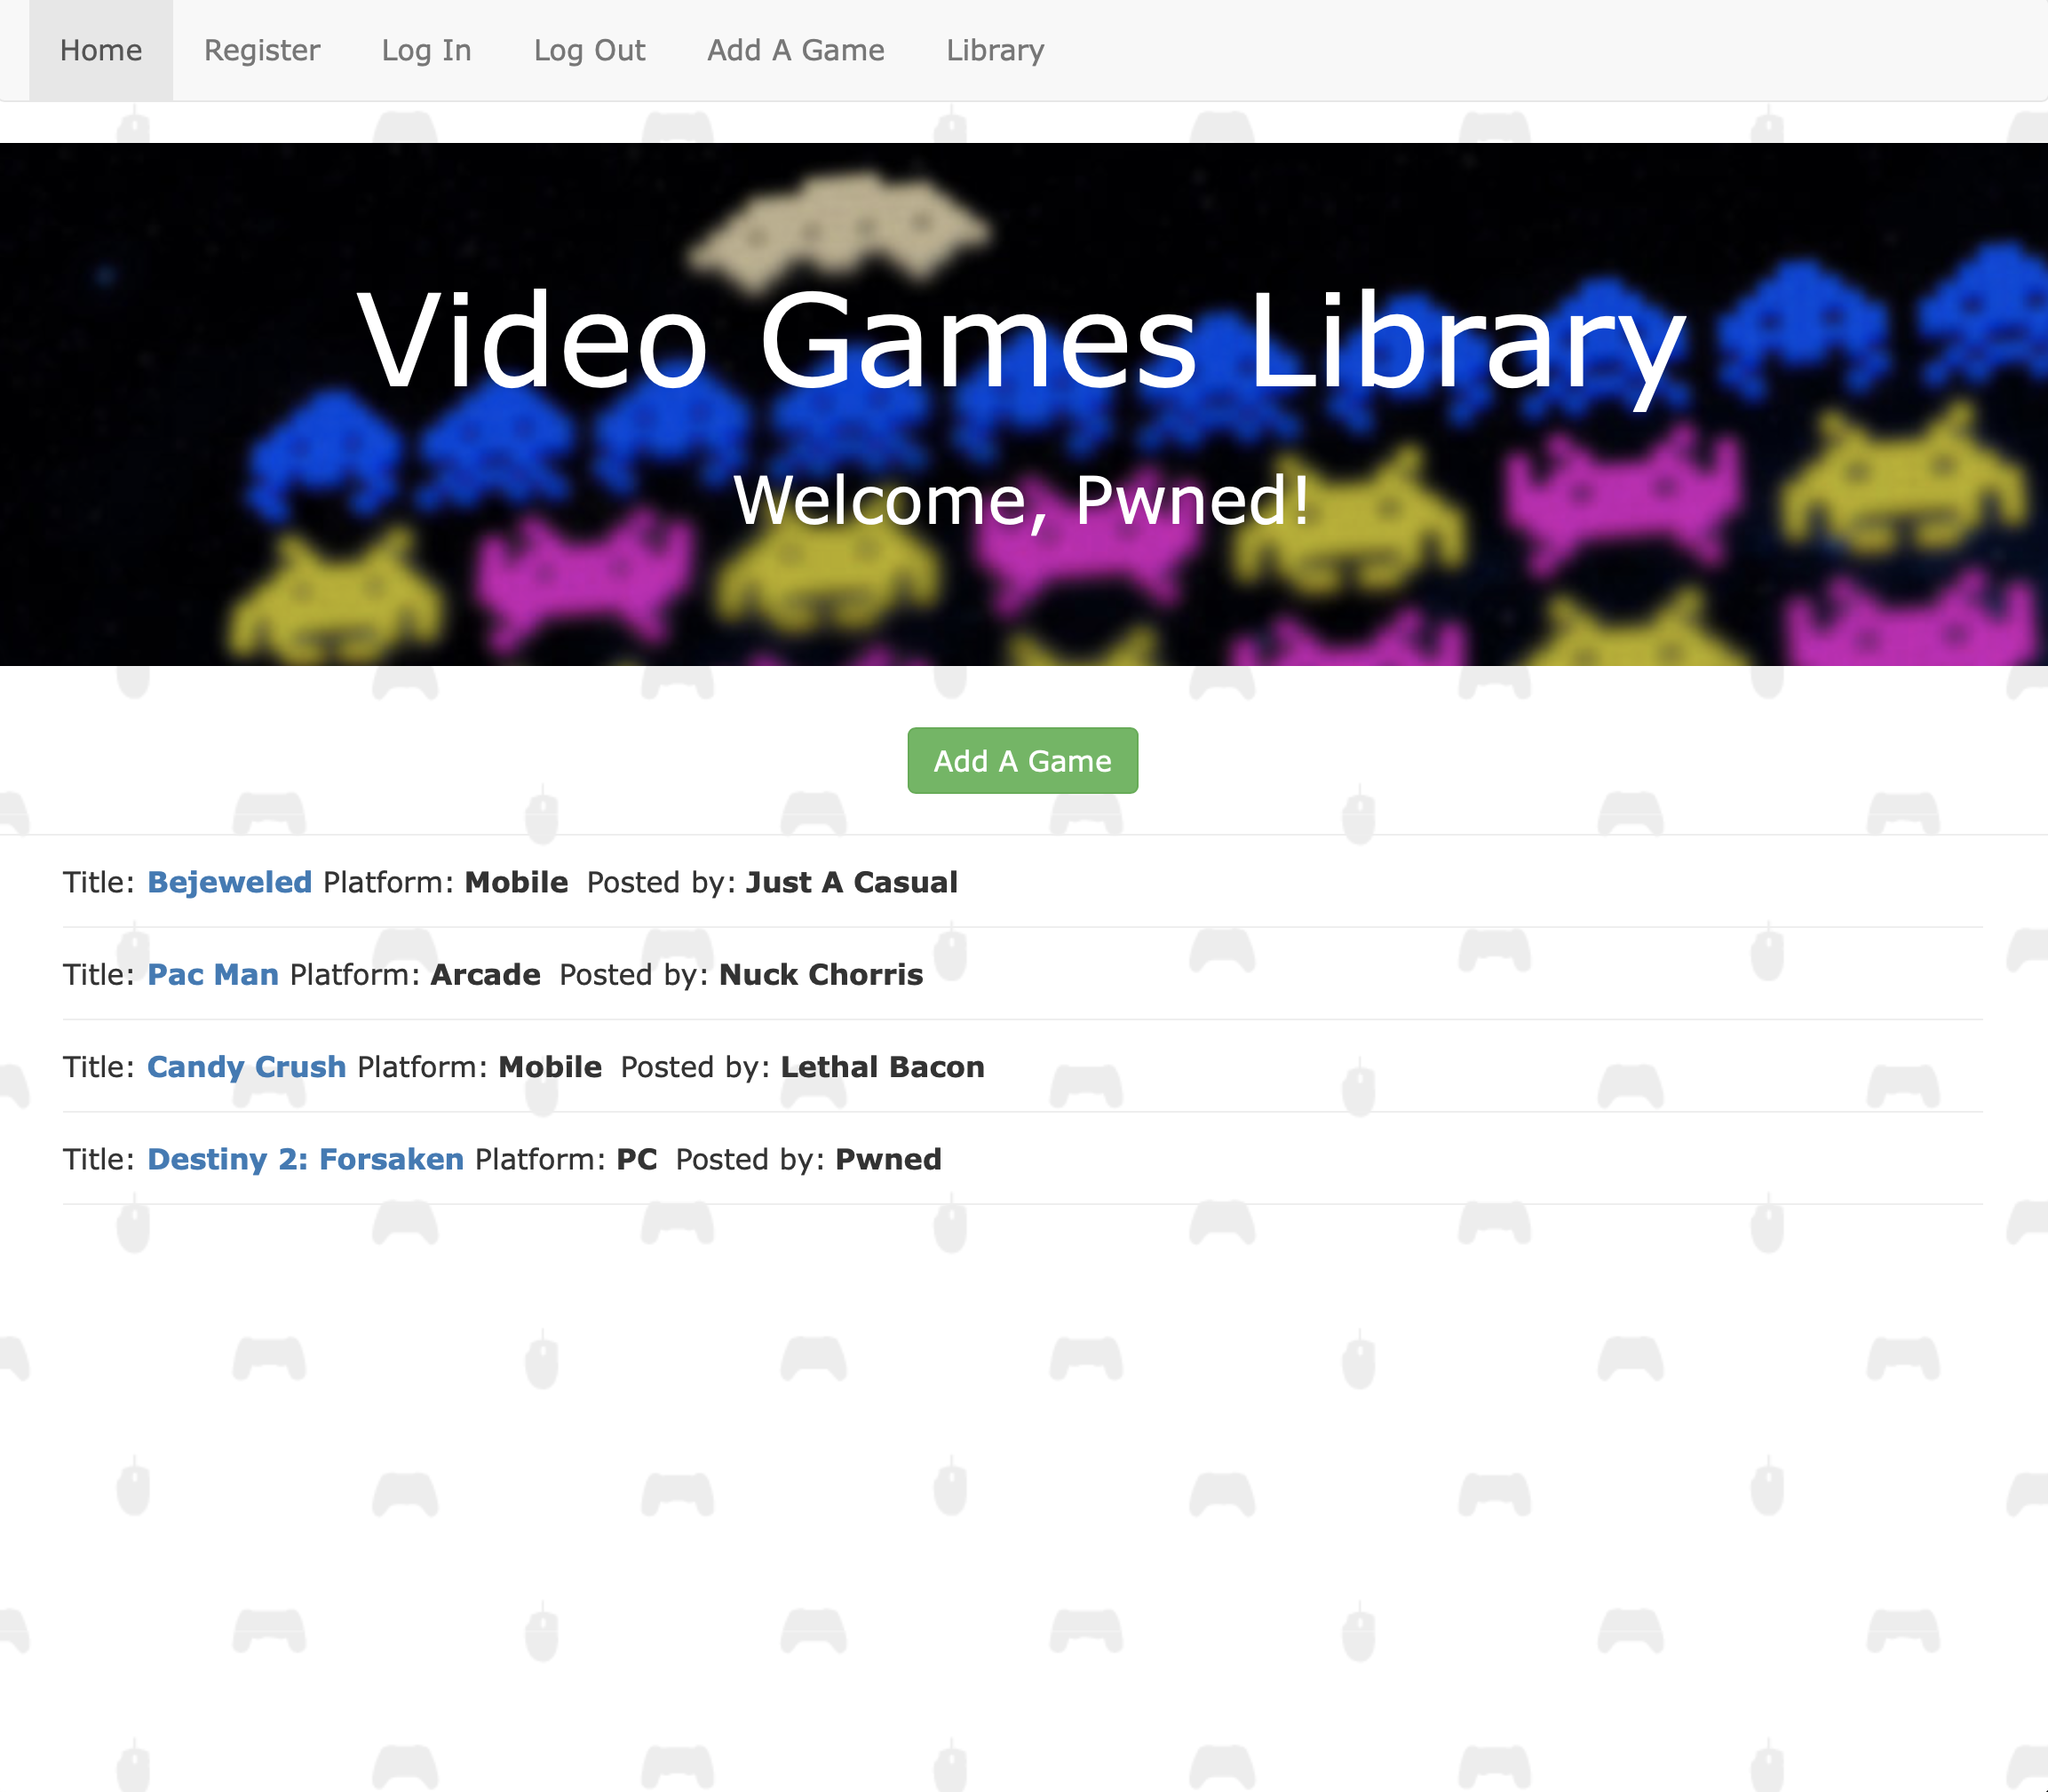 Home Register Log In Log Out Add A Game Library
Video Games Library
Welcome, Pwned!
Add A Game
Title: Bejeweled Platform: Mobile Posted by: Just A Casual
Title: Pac Man Platform: Arcade Posted by: Nuck Chorris
Title: Candy Crush Platform: Mobile Posted by: Lethal Bacon
Title: Destiny 2: Forsaken Platform: PC Posted by: Pwned